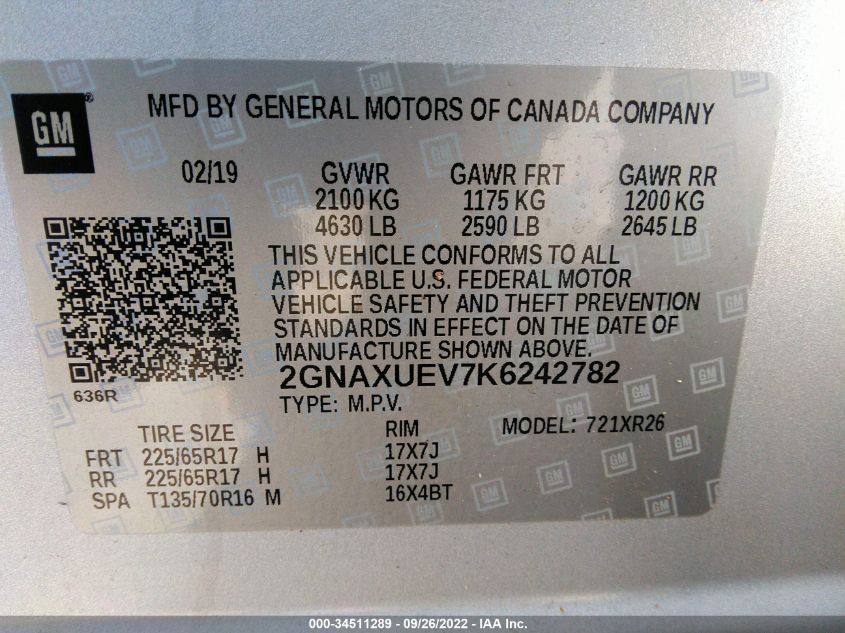 GM
MFD BY GENERAL MOTORS OF CANADA COMPANY
02/19 GVWR GAWR FRT GAWR RR
2100 KG 1175 KG 1200 KG
4630 LB 2590 LB 2645 LB
THIS VEHICLE CONFORMS TO ALL
APPLICABLE U.S. FEDERAL MOTOR
VEHICLE SAFETY AND THEFT PREVENTION
STANDARDS IN EFFECT ON THE DATE OF
MANUFACTURE SHOWN ABOVE.
2GNAXUEV7K6242782
636R
TYPE: M.P.V. MODEL: 721XR26
TIRE SIZE RIM
FRT 225/65R17 H 17X7J
RR 225/65R17 H 17X7J
SPA T135/70R16 M 16X4BT
000-34511289 - 09/26/2022 - IAA Inc.